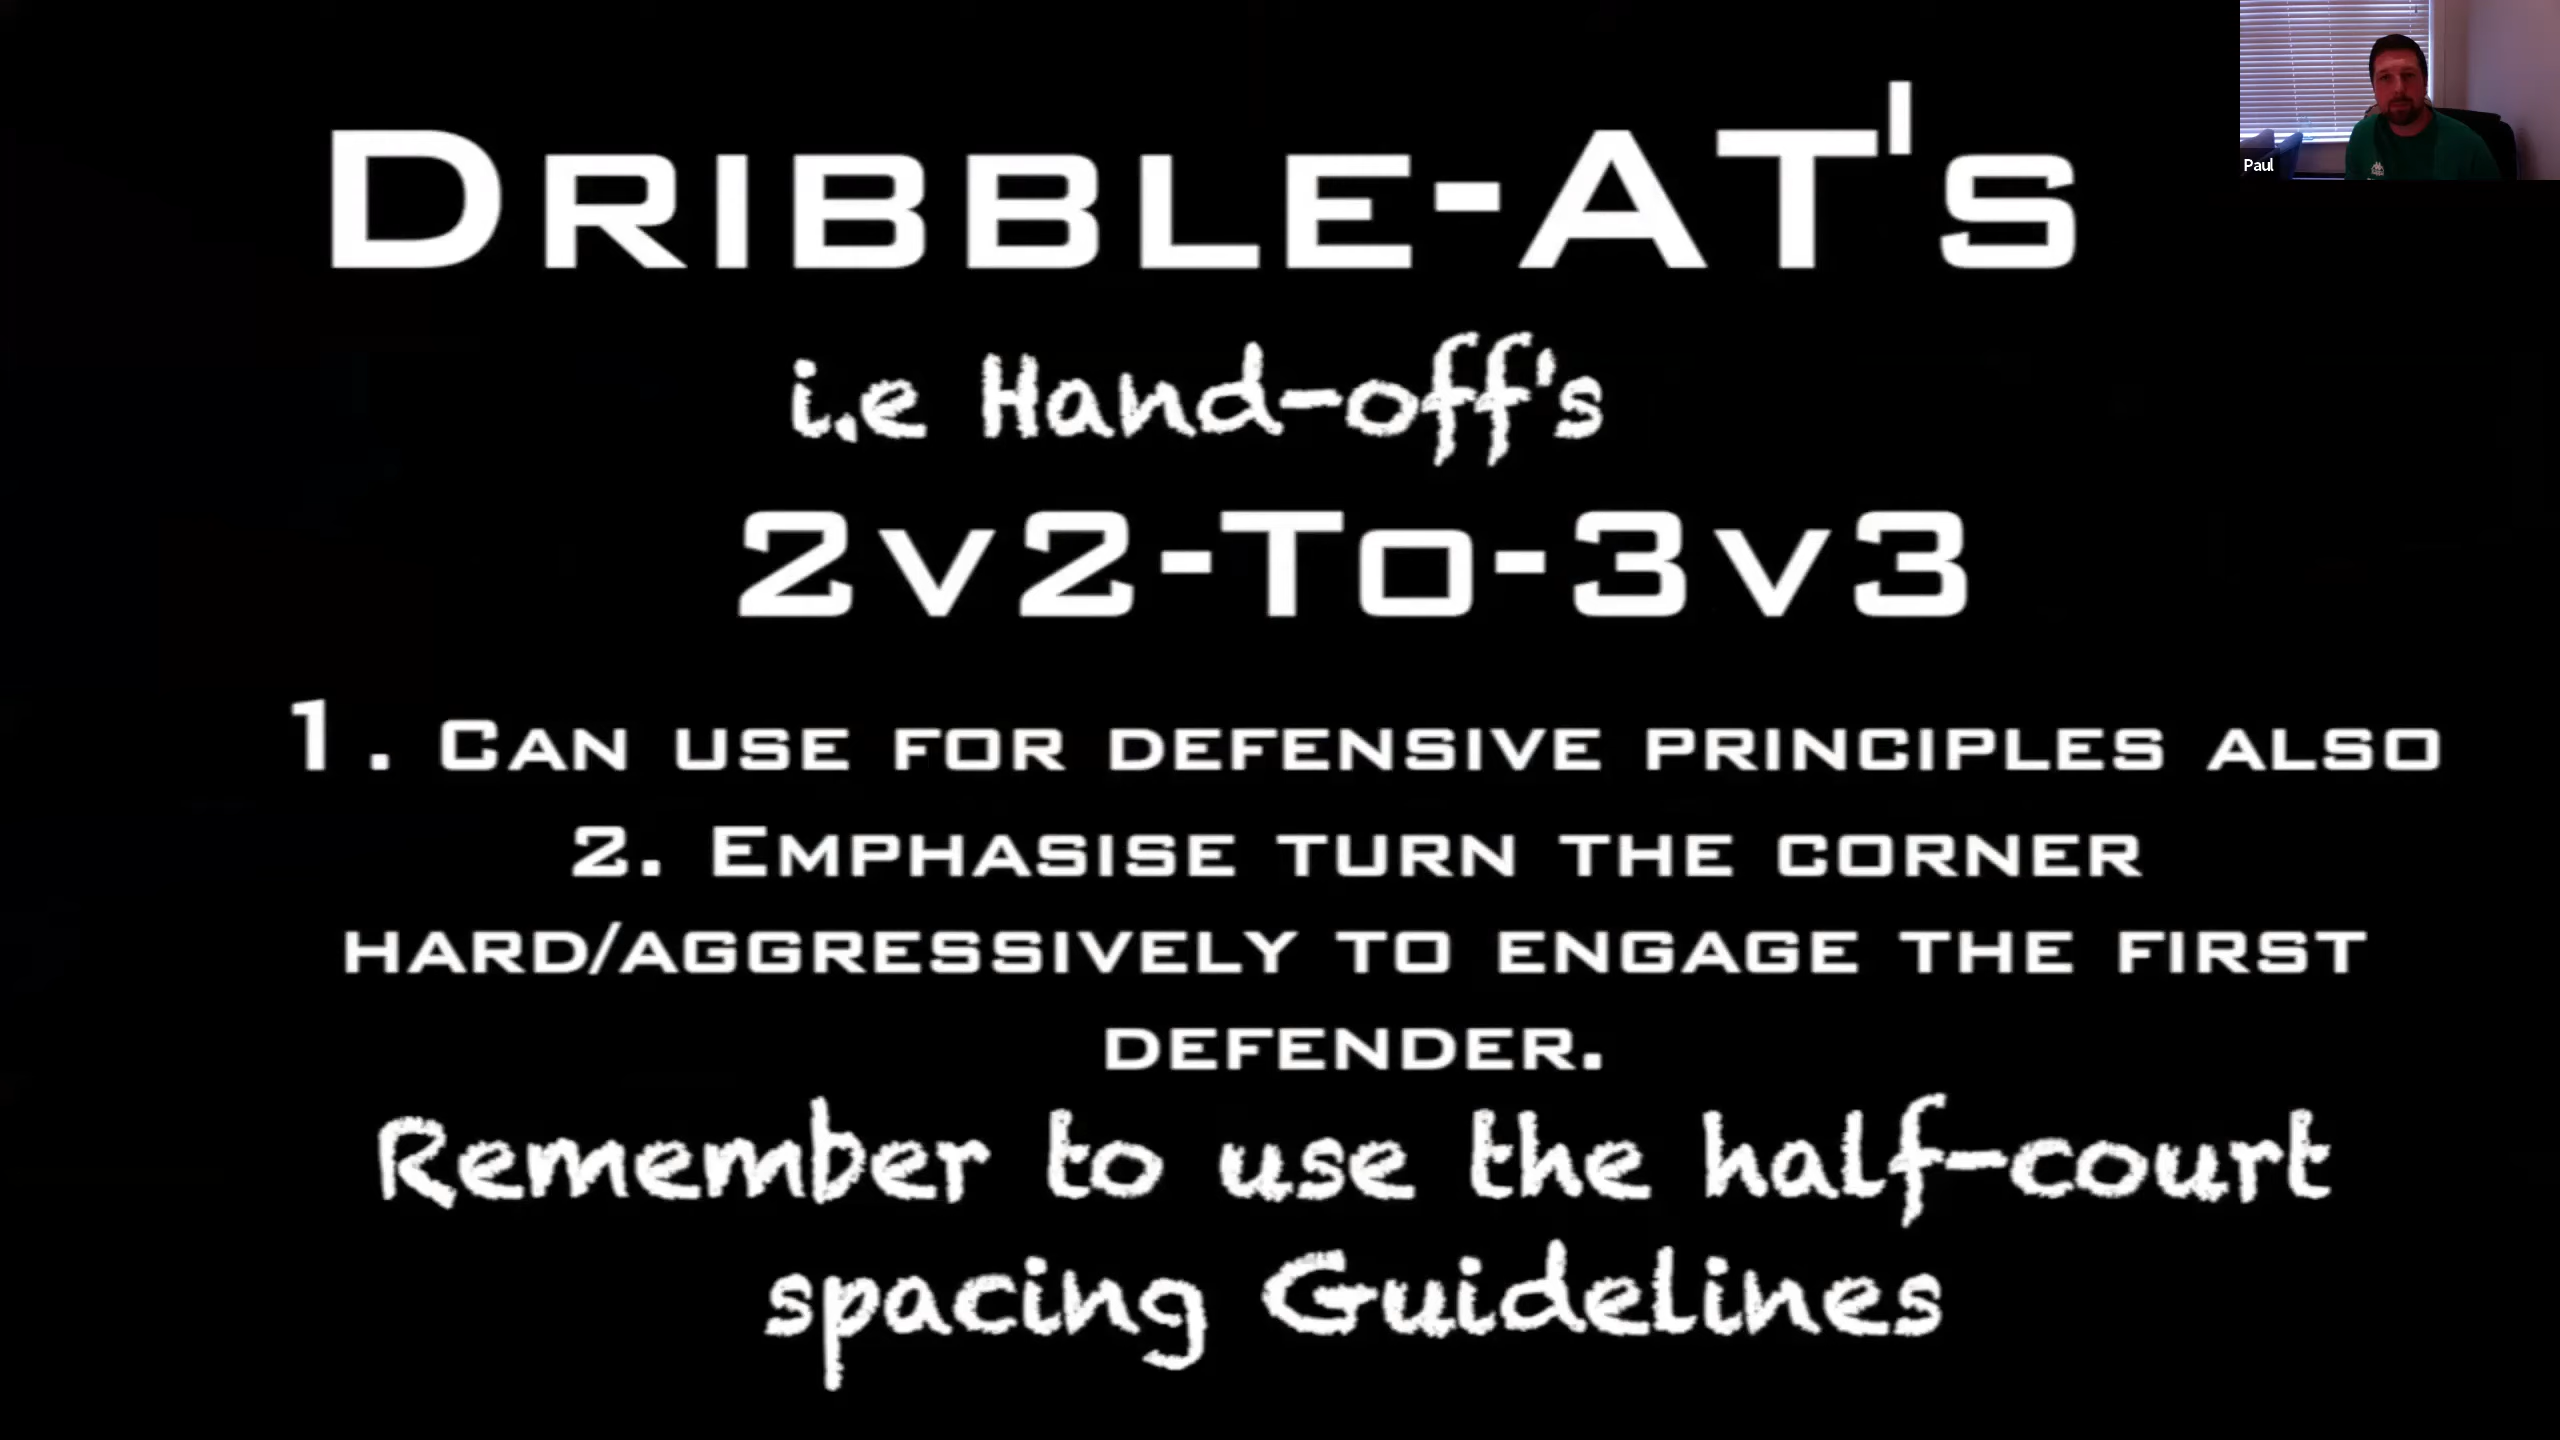 Dribble-AT's
i.e Hand-off's
2v2-To-3v3
1. Can use for defensive principles also
2. Emphasise turn the corner
hard/aggressively to engage the first
defender.
Remember to use the half-court
spacing Guidelines
Paul